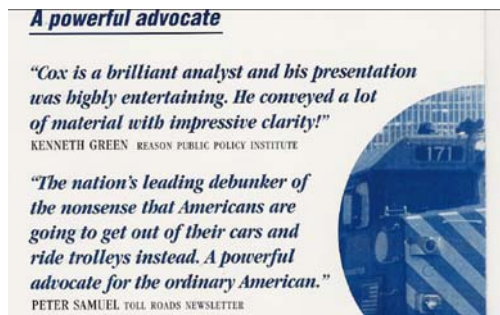 A powerful advocate
“Cox is a brilliant analyst and his presentation
was highly entertaining. He conveyed a lot
of material with impressive clarity!”
KENNETH GREEN REASON PUBLIC POLICY INSTITUTE
“The nation’s leading debunker of
the nonsense that Americans are
going to get out of their cars and
ride trolleys instead. A powerful
advocate for the ordinary American.”
PETER SAMUEL TOLL ROADS NEWSLETTER
171